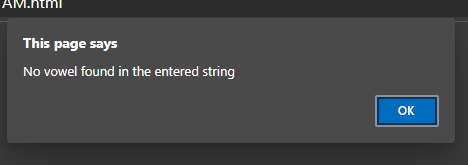 AM.html
This page says
No vowel found in the entered string
OK